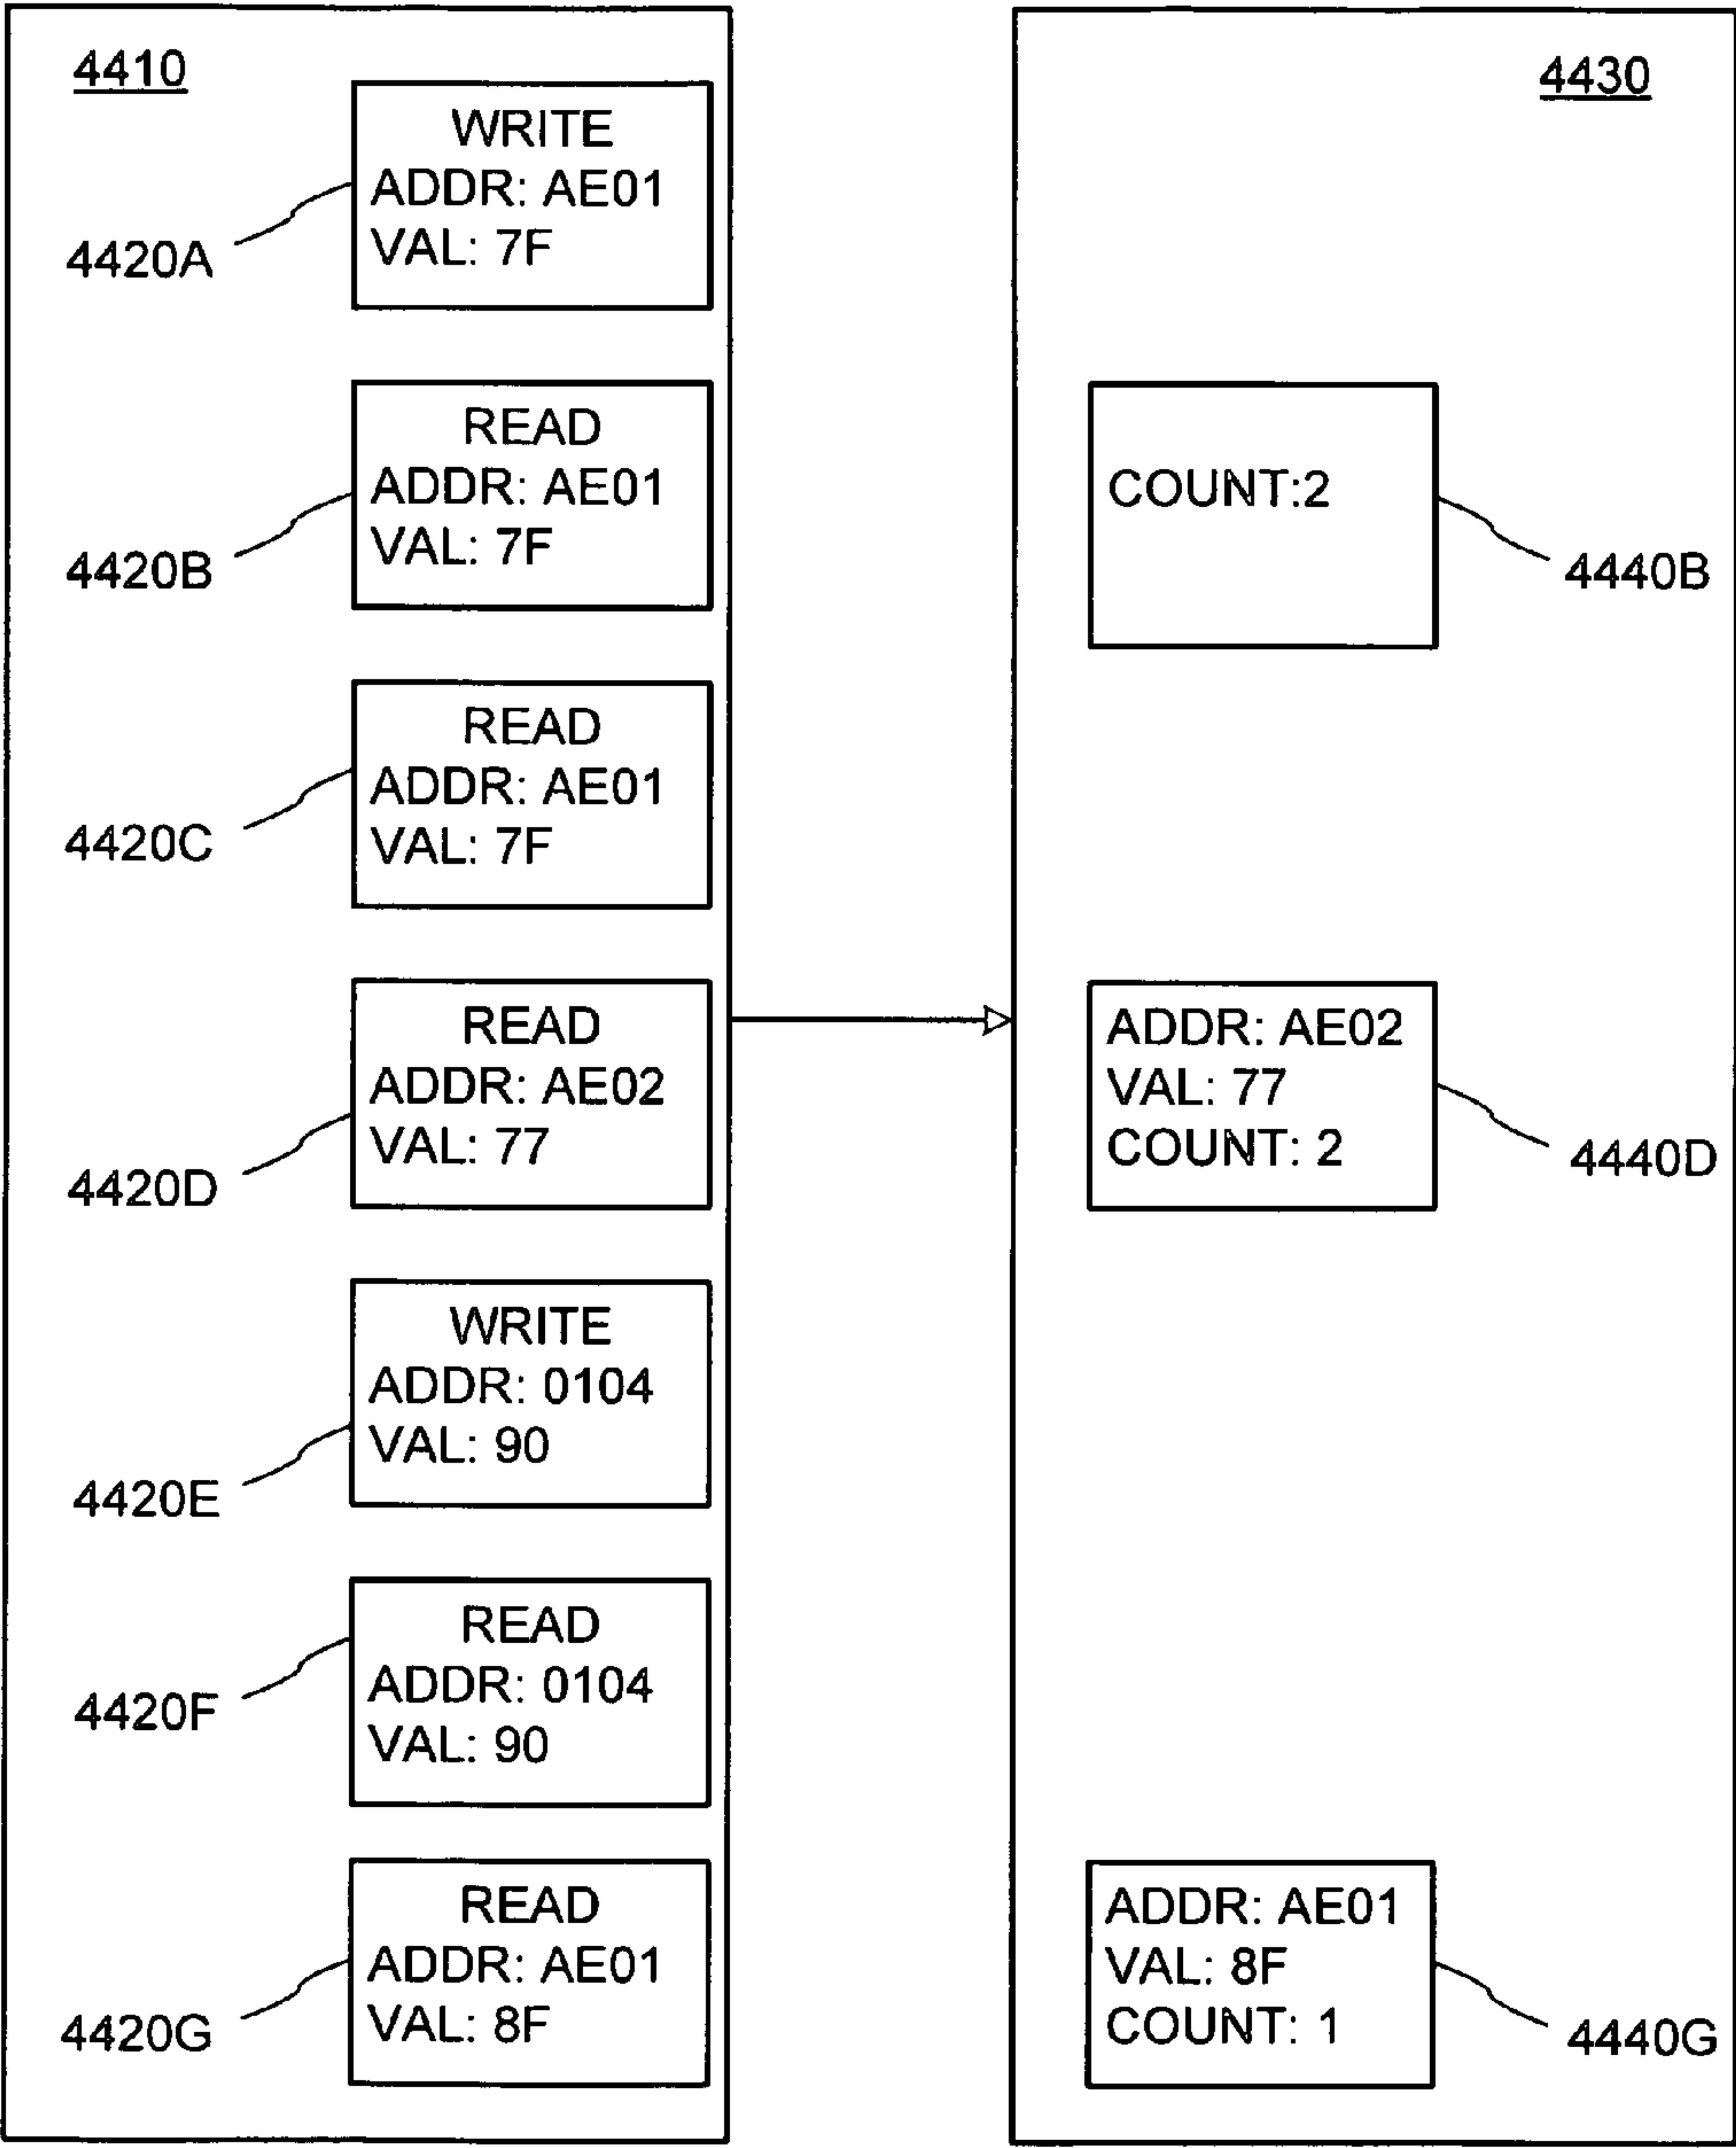 4410
WRITE
ADDR: AE01
VAL: 7F
4420A
READ
ADDR: AE01
VAL: 7F
4420B
READ
ADDR: AE01
VAL: 7F
4420C
READ
ADDR: AE02
VAL: 77
4420D
WRITE
ADDR: 0104
VAL: 90
4420E
READ
ADDR: 0104
VAL: 90
4420F
READ
ADDR: AE01
VAL: 8F
4420G
4430
COUNT:2
4440B
ADDR: AE02
VAL: 77
COUNT: 2
4440D
ADDR: AE01
VAL: 8F
COUNT: 1
4440G